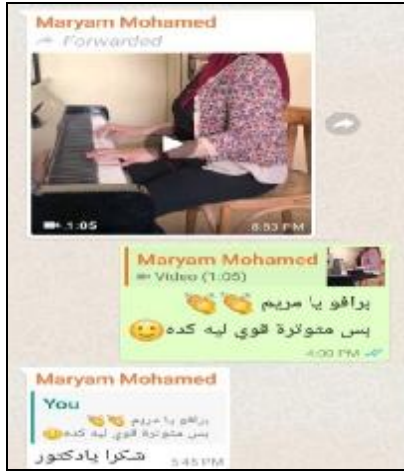 Maryam Mohamed
Forwarded
1:05
8:53 PM
Maryam Mohamed
Video (1:05)
برافو يا مريم 👏👏
بس متوترة قوي ليه كده🙂
4:00 PM
Maryam Mohamed
You
برافو يا مريم 👏👏
بس متوترة قوي ليه كده🙂
شكرا يادكتور
5:45 PM